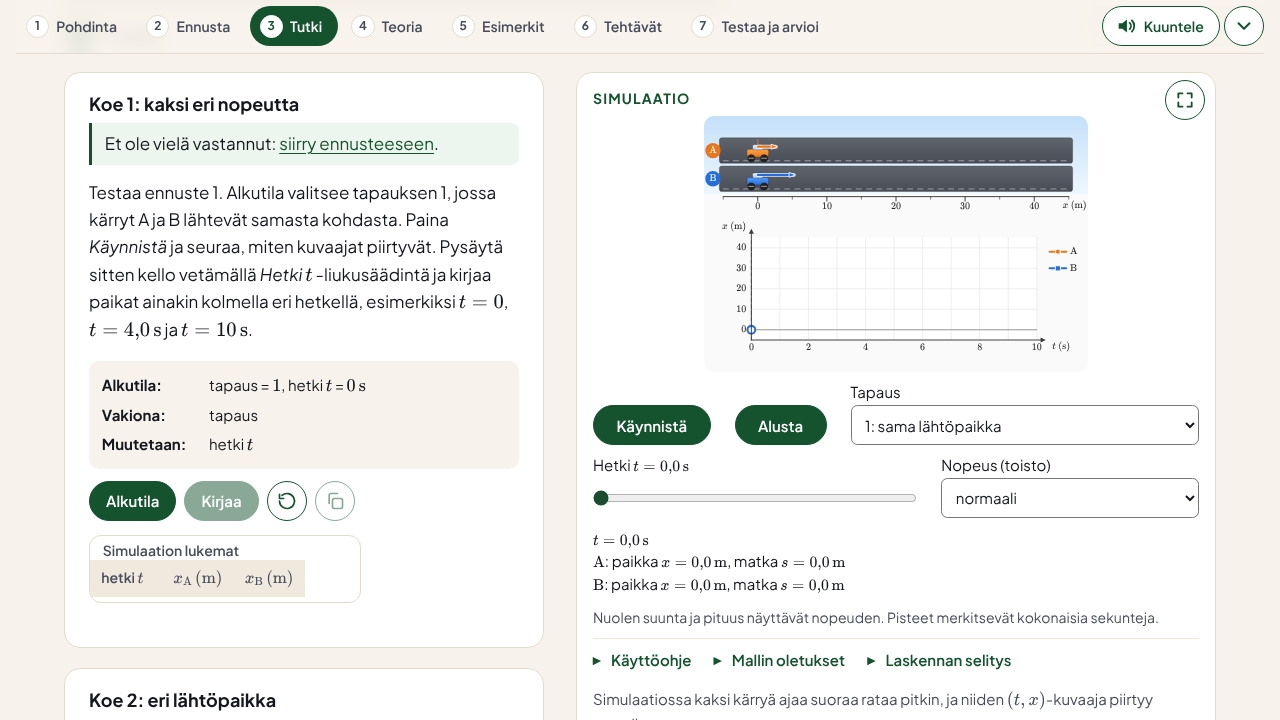 1 Pohdinta 2 Ennusta 3 Tutki 4 Teoria 5 Esimerkit 6 Tehtävät 7 Testaa ja arvioi Kuuntele
Koe 1: kaksi eri nopeutta
Et ole vielä vastannut: siirry ennusteeseen.
Testaa ennuste 1. Alkutila valitsee tapauksen 1, jossa
kärryt A ja B lähtevät samasta kohdasta. Paina
Käynnistä ja seuraa, miten kuvaajat piirtyvät. Pysäytä
sitten kello vetämällä Hetki t -liukusäädintä ja kirjaa
paikat ainakin kolmella eri hetkellä, esimerkiksi t = 0,
t = 4,0 s ja t = 10 s.
Alkutila: tapaus = 1, hetki t = 0 s
Vakiona: tapaus
Muutetaan: hetki t
Alkutila Kirjaa
Simulaation lukemat
hetki t xA (m) xB (m)
Koe 2: eri lähtöpaikka
SIMULAATIO
A
B
0 10 20 30 40 x (m)
x (m)
40
30
20
10
0
0 2 4 6 8 10 t (s)
A
B
Tapaus
Käynnistä Alusta 1: sama lähtöpaikka
Hetki t = 0,0 s Nopeus (toisto)
normaali
t = 0,0 s
A: paikka x = 0,0 m, matka s = 0,0 m
B: paikka x = 0,0 m, matka s = 0,0 m
Nuolen suunta ja pituus näyttävät nopeuden. Pisteet merkitsevät kokonaisia sekunteja.
Käyttöohje Mallin oletukset Laskennan selitys
Simulaatiossa kaksi kärryä ajaa suoraa rataa pitkin, ja niiden (t, x)-kuvaaja piirtyy